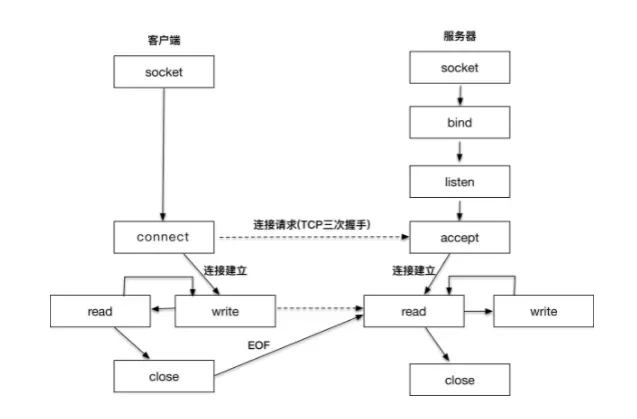 客户端
服务器
socket
socket
bind
listen
连接请求(TCP三次握手)
connect
accept
连接建立
连接建立
read
write
read
write
EOF
close
close